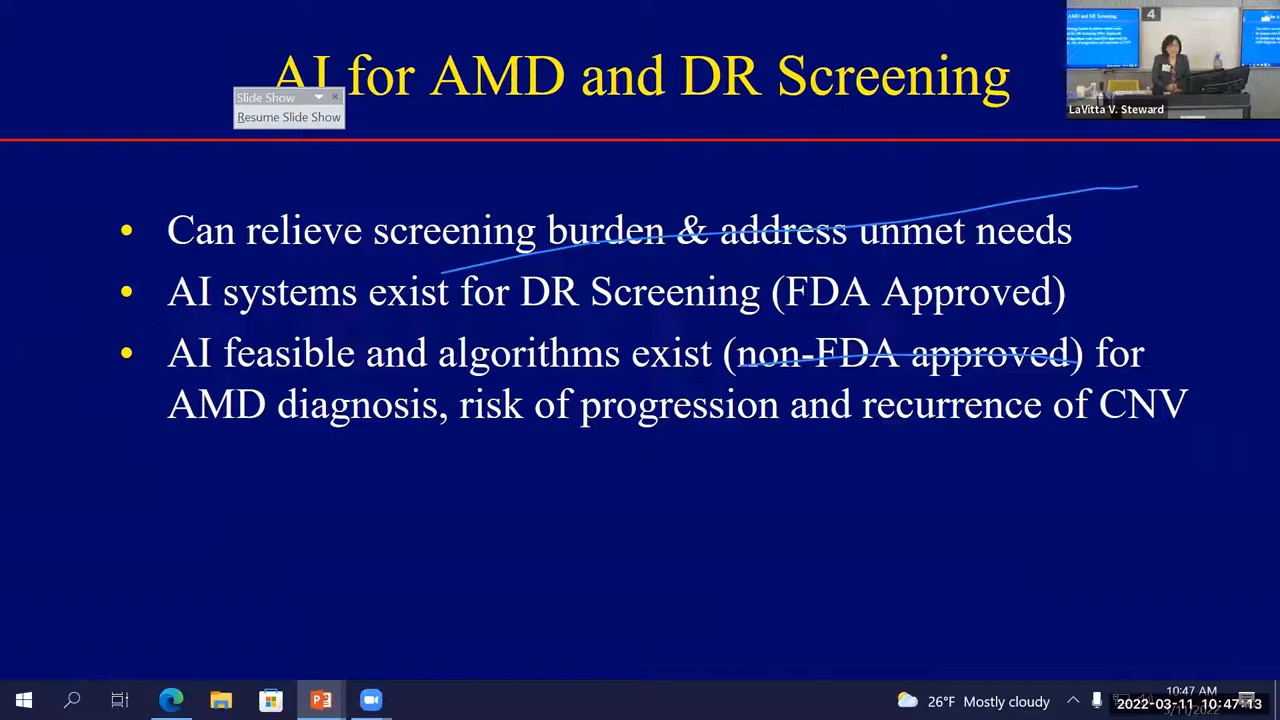 AI for AMD and DR Screening
4
LaVitta V. Steward
Slide Show
Resume Slide Show
• Can relieve screening burden & address unmet needs
• AI systems exist for DR Screening (FDA Approved)
• AI feasible and algorithms exist (non-FDA approved) for
AMD diagnosis, risk of progression and recurrence of CNV
26°F Mostly cloudy
10:47 AM
2022-03-11 10:47:13